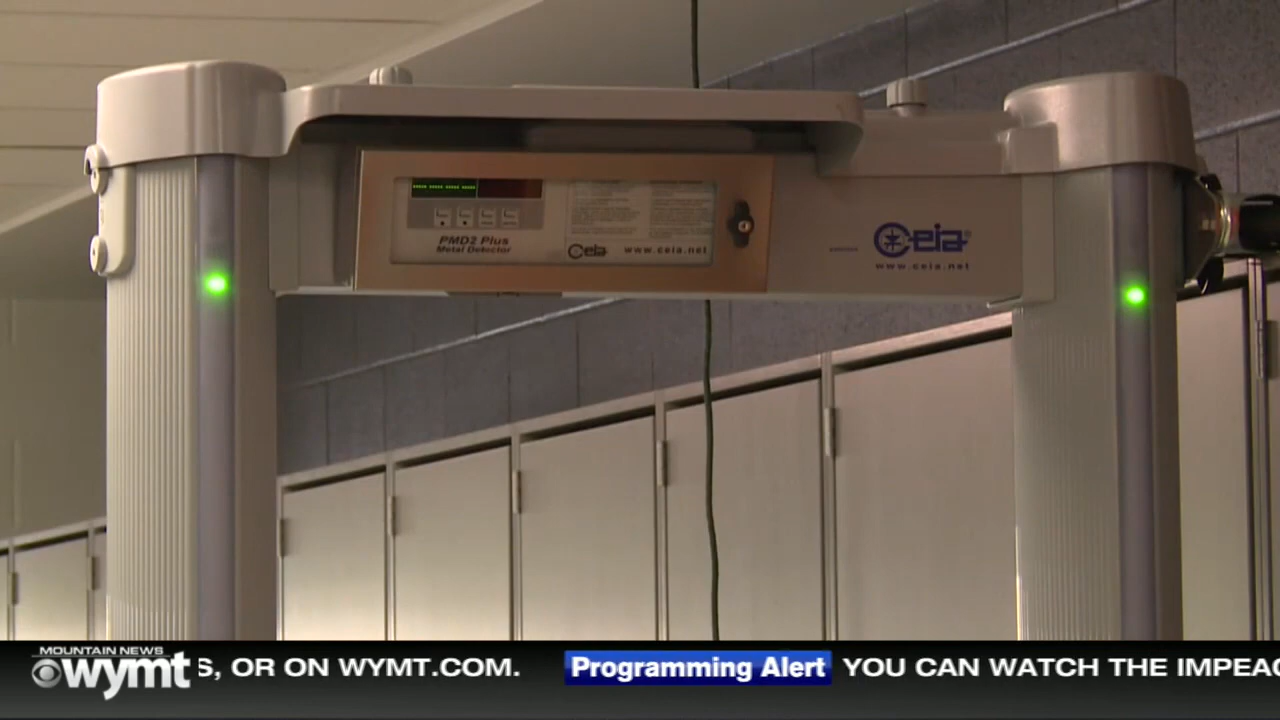 PMD2 Plus
Metal Detector
Ceia
www.ceia.net
Ceia®
www.ceia.net
MOUNTAIN NEWS
wymt
S, OR ON WYMT.COM.
Programming Alert
YOU CAN WATCH THE IMPEAC